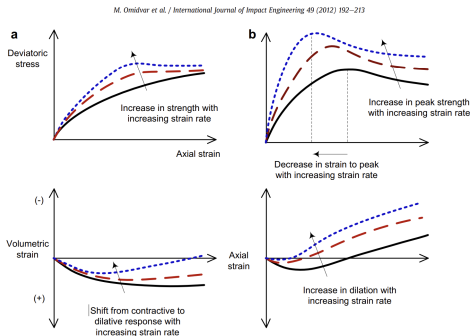 M. Omidvar et al. / International Journal of Impact Engineering 49 (2012) 192–213
a
Deviatoric
stress
Increase in strength with
increasing strain rate
Axial strain
b
Increase in peak strength
with increasing strain rate
Decrease in strain to peak
with increasing strain rate
(-)
Volumetric
strain
(+)
Shift from contractive to
dilative response with
increasing strain rate
Axial
strain
Increase in dilation with
increasing strain rate